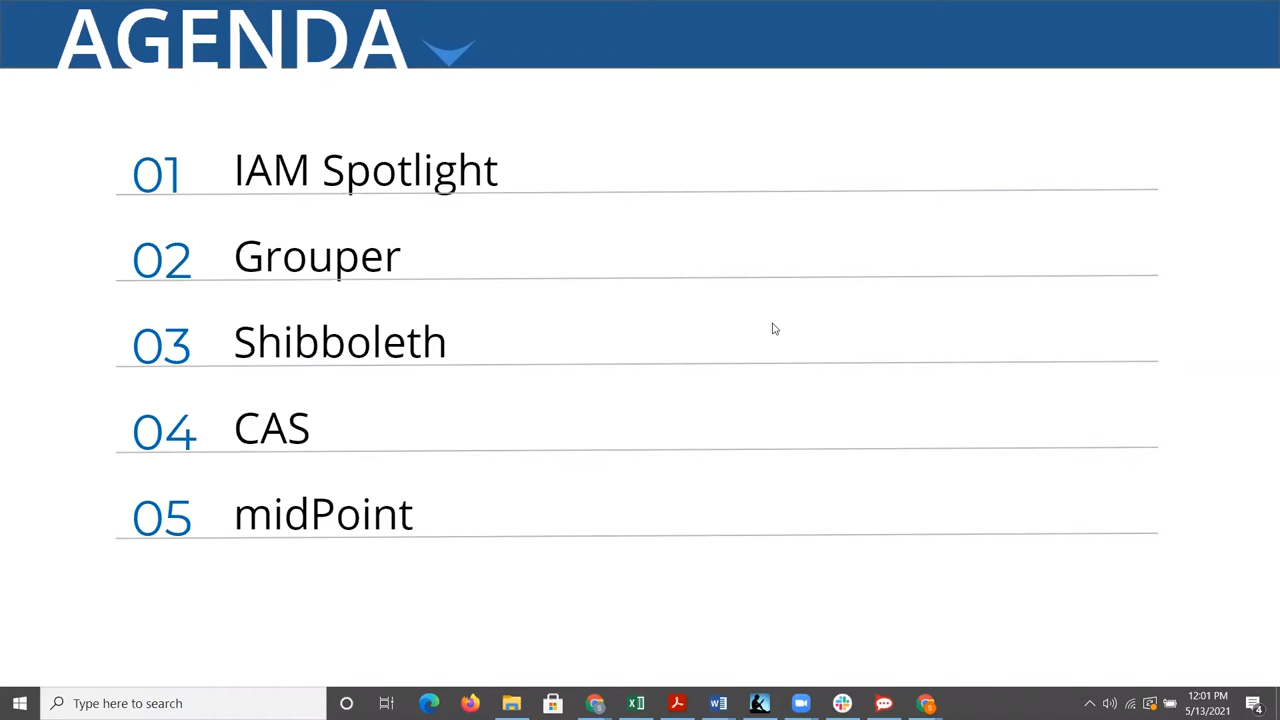 AGENDA
01 IAM Spotlight
02 Grouper
03 Shibboleth
04 CAS
05 midPoint
Type here to search
12:01 PM
5/13/2021
4